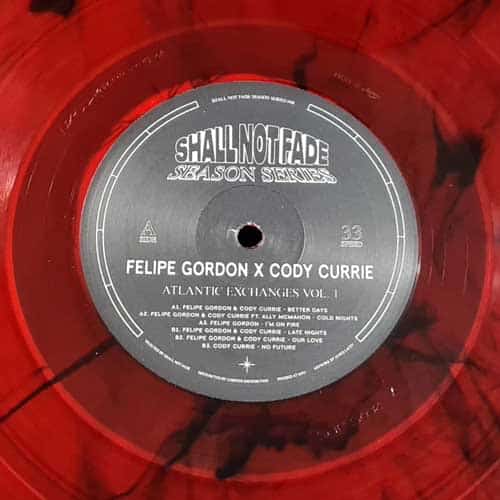 SHALL NOT FADE
SEASON SERIES
A
SIDE
33
SPEED
FELIPE GORDON X CODY CURRIE
ATLANTIC EXCHANGES VOL. 1
A1. FELIPE GORDON & CODY CURRIE - BETTER DAYS
A2. FELIPE GORDON & CODY CURRIE FT. ALLY MCMAHON - COLD NIGHTS
A3. FELIPE GORDON - I'M ON FIRE
B1. FELIPE GORDON & CODY CURRIE - LATE NIGHTS
B2. FELIPE GORDON & CODY CURRIE - OUR LOVE
B3. CODY CURRIE - NO FUTURE